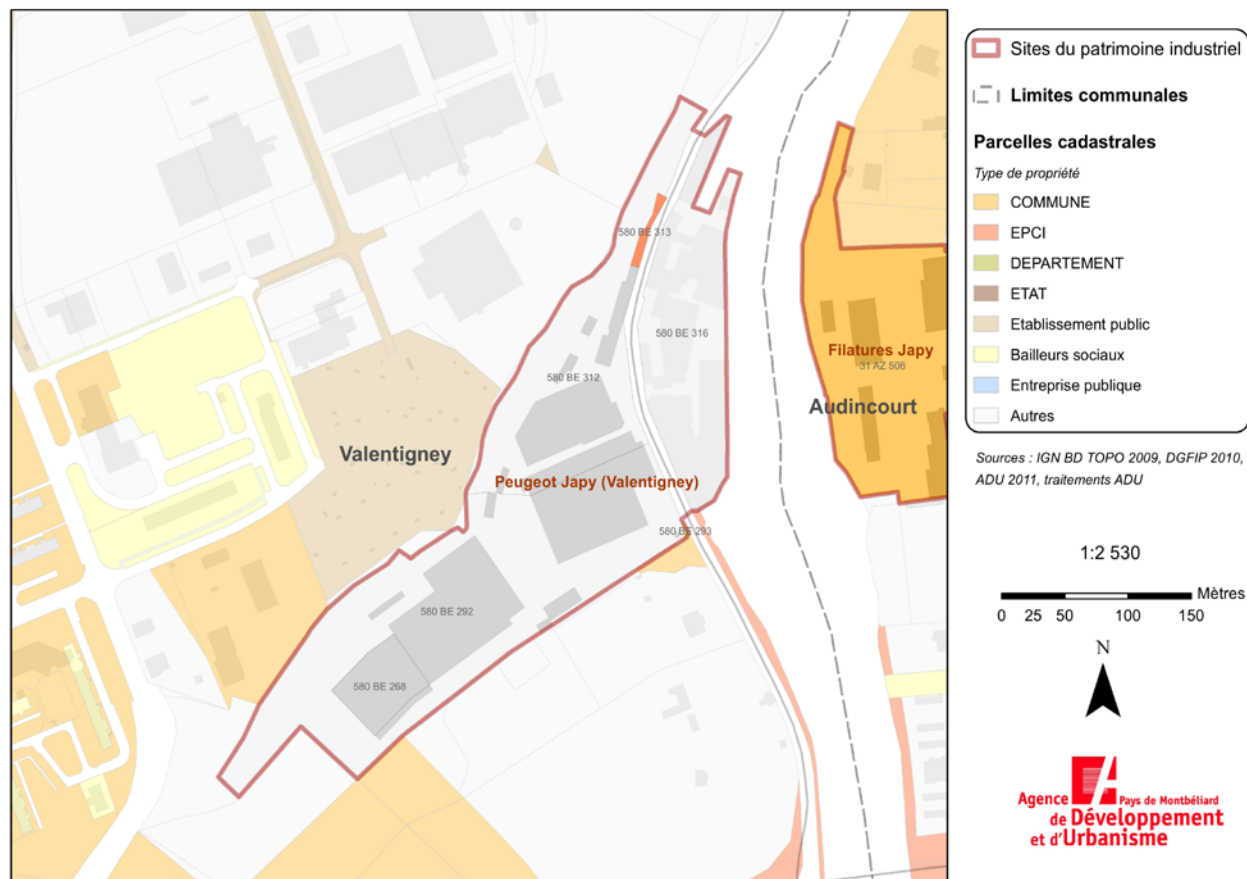 580 BE 313
580 BE 316
Filatures Japy
31 AZ 506
580 BE 312
Audincourt
Valentigney
Peugeot Japy (Valentigney)
580 BE 293
580 BE 292
580 BE 268
Sites du patrimoine industriel
Limites communales
Parcelles cadastrales
Type de propriété
COMMUNE
EPCI
DEPARTEMENT
ETAT
Etablissement public
Bailleurs sociaux
Entreprise publique
Autres
Sources : IGN BD TOPO 2009, DGFIP 2010,
ADU 2011, traitements ADU
1:2 530
Mètres
0 25 50 100 150
N
Agence Pays de Montbéliard
de Développement
et d'Urbanisme